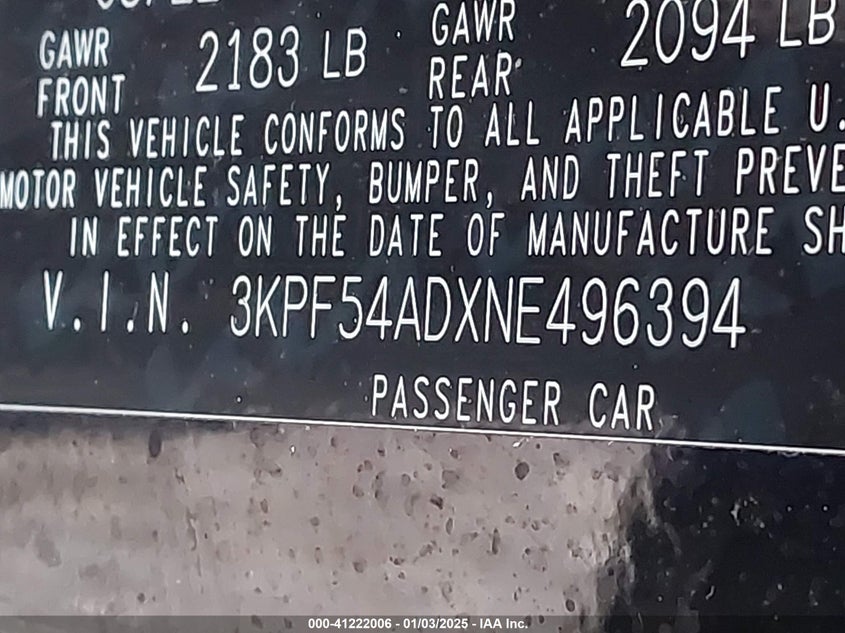 GAWR FRONT 2183 LB GAWR REAR 2094 LB
THIS VEHICLE CONFORMS TO ALL APPLICABLE U.
MOTOR VEHICLE SAFETY, BUMPER, AND THEFT PREVE
IN EFFECT ON THE DATE OF MANUFACTURE SH
V.I.N. 3KPF54ADXNE496394
PASSENGER CAR
000-41222006 - 01/03/2025 - IAA Inc.